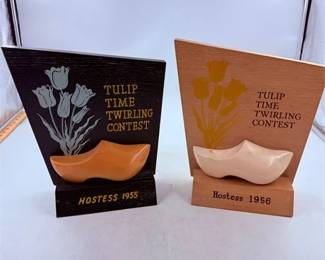 TULIP
TIME
TWIRLING
CONTEST
HOSTESS 1955
TULIP
TIME
TWIRLING
CONTEST
Hostess 1956